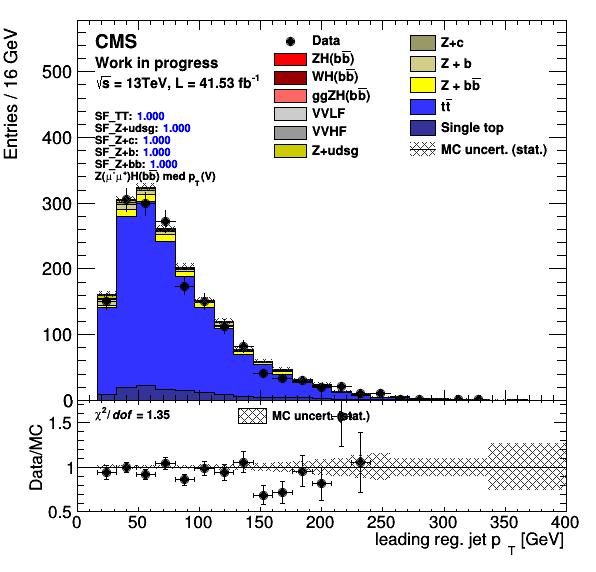 CMS
Work in progress
√s = 13TeV, L = 41.53 fb⁻¹
SF_TT: 1.000
SF_Z+udsg: 1.000
SF_Z+c: 1.000
SF_Z+b: 1.000
SF_Z+bb: 1.000
Z(μ⁻μ⁺)H(bb̅) med p_T(V)
Data
ZH(bb̅)
WH(bb̅)
ggZH(bb̅)
VVLF
VVHF
Z+udsg
Z+c
Z + b
Z + bb̅
tt̅
Single top
MC uncert. (stat.)
Entries / 16 GeV
500
400
300
200
100
0
χ²/dof = 1.35
MC uncert. (stat.)
Data/MC
1.5
1
0.5
0 50 100 150 200 250 300 350 400
leading reg. jet p_T [GeV]